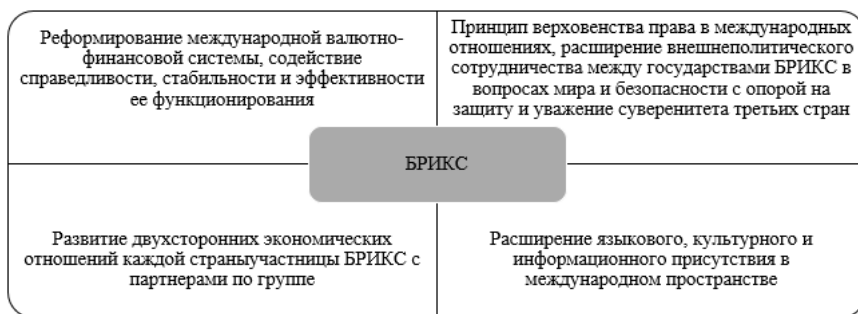 Реформирование международной валютно-
финансовой системы, содействие
справедливости, стабильности и эффективности
ее функционирования
Принцип верховенства права в международных
отношениях, расширение внешнеполитического
сотрудничества между государствами БРИКС в
вопросах мира и безопасности с опорой на
защиту и уважение суверенитета третьих стран
БРИКС
Развитие двухсторонних экономических
отношений каждой страныучастницы БРИКС с
партнерами по группе
Расширение языкового, культурного и
информационного присутствия в
международном пространстве